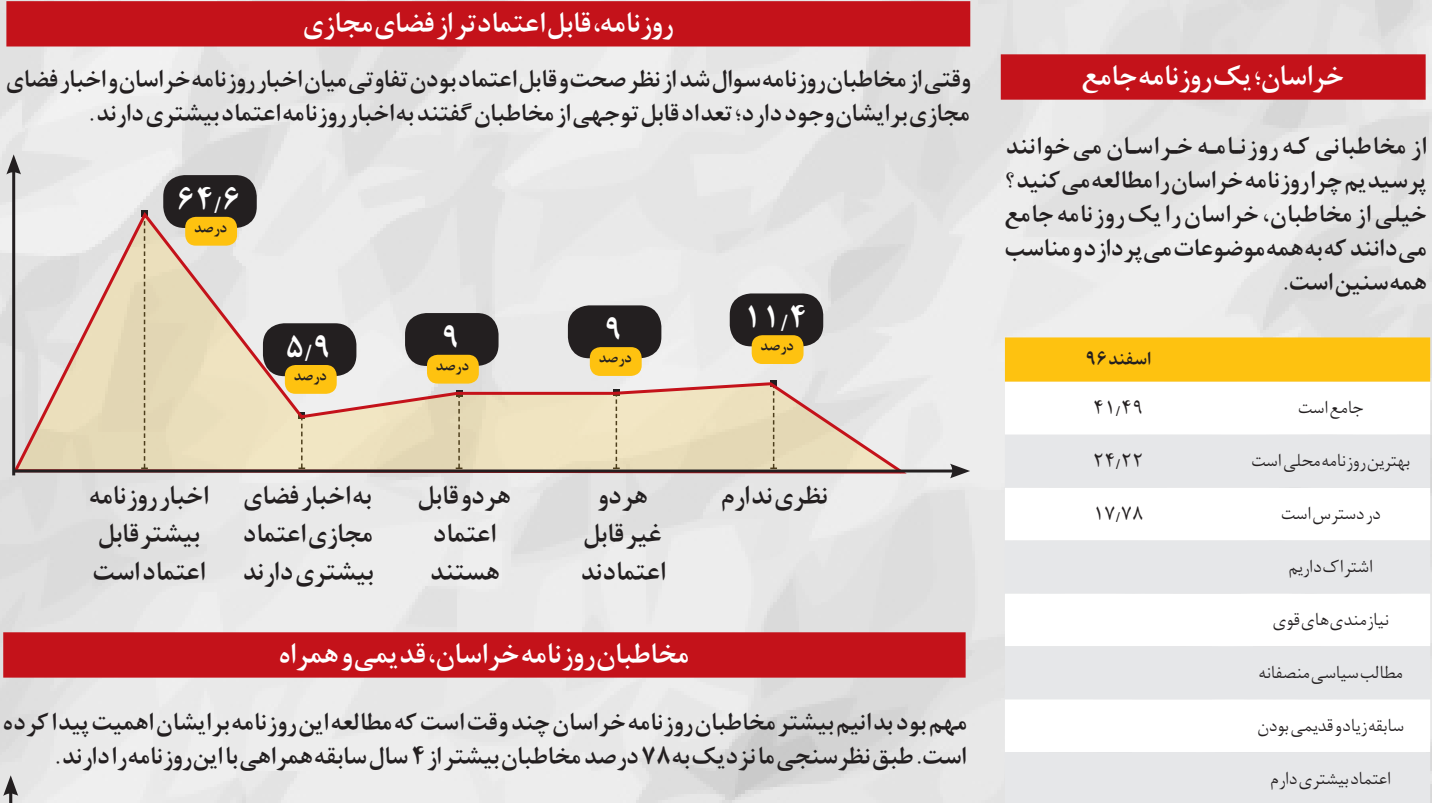 خراسان؛ یک روزنامه جامع
از مخاطبانی که روزنامه خراسان می خوانند
پرسیدیم چرا روزنامه خراسان را مطالعه می کنید؟
خیلی از مخاطبان، خراسان را یک روزنامه جامع
می دانند که به همه موضوعات می پردازد و مناسب
همه سنین است.
اسفند ۹۶
جامع است ۴۱٫۴۹
بهترین روزنامه محلی است ۲۴٫۲۲
در دسترس است ۱۷٫۷۸
اشتراک داریم
نیازمندی های قوی
مطالب سیاسی منصفانه
سابقه زیاد و قدیمی بودن
اعتماد بیشتری دارم
روزنامه، قابل اعتمادتر از فضای مجازی
وقتی از مخاطبان روزنامه سوال شد از نظر صحت و قابل اعتماد بودن تفاوتی میان اخبار روزنامه خراسان و اخبار فضای
مجازی برایشان وجود دارد؛ تعداد قابل توجهی از مخاطبان گفتند به اخبار روزنامه اعتماد بیشتری دارند.
۶۴٫۶
درصد
اخبار روزنامه
بیشتر قابل
اعتماد است
۵٫۹
درصد
به اخبار فضای
مجازی اعتماد
بیشتری دارند
۹
درصد
هر دو قابل
اعتماد
هستند
۹
درصد
هر دو
غیر قابل
اعتمادند
۱۱٫۴
درصد
نظری ندارم
مخاطبان روزنامه خراسان، قدیمی و همراه
مهم بود بدانیم بیشتر مخاطبان روزنامه خراسان چند وقت است که مطالعه این روزنامه برایشان اهمیت پیدا کرده
است. طبق نظرسنجی ما نزدیک به ۷۸ درصد مخاطبان بیشتر از ۴ سال سابقه همراهی با این روزنامه را دارند.